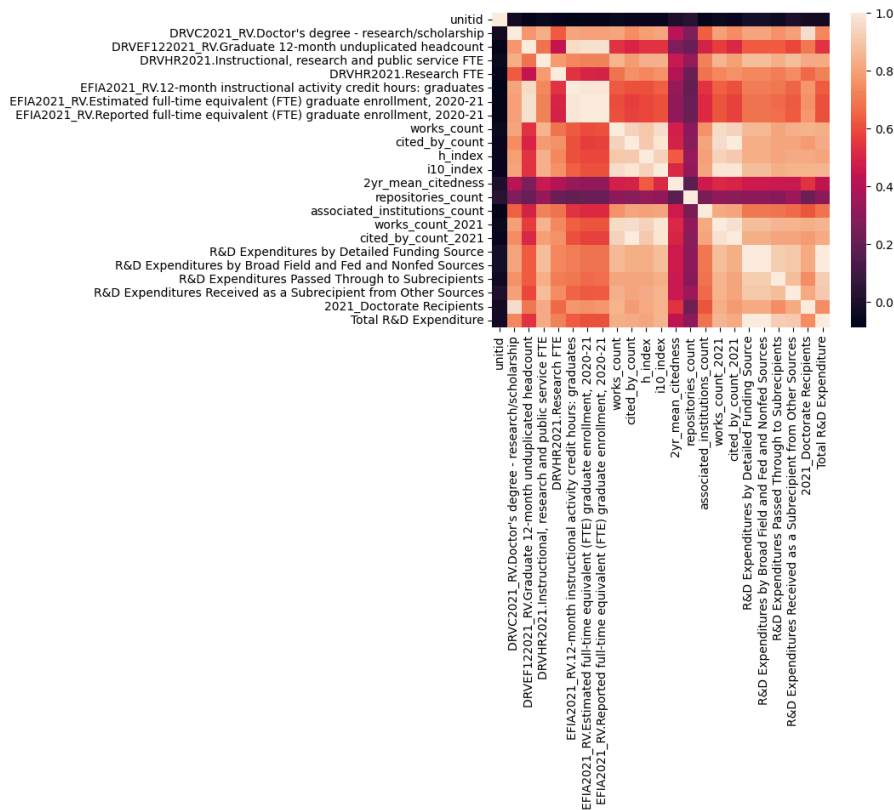 unitid
DRVC2021_RV.Doctor's degree - research/scholarship
DRVEF122021_RV.Graduate 12-month unduplicated headcount
DRVHR2021.Instructional, research and public service FTE
DRVHR2021.Research FTE
EFIA2021_RV.12-month instructional activity credit hours: graduates
EFIA2021_RV.Estimated full-time equivalent (FTE) graduate enrollment, 2020-21
EFIA2021_RV.Reported full-time equivalent (FTE) graduate enrollment, 2020-21
works_count
cited_by_count
h_index
i10_index
2yr_mean_citedness
repositories_count
associated_institutions_count
works_count_2021
cited_by_count_2021
R&D Expenditures by Detailed Funding Source
R&D Expenditures by Broad Field and Fed and Nonfed Sources
R&D Expenditures Passed Through to Subrecipients
R&D Expenditures Received as a Subrecipient from Other Sources
2021_Doctorate Recipients
Total R&D Expenditure
1.0
0.8
0.6
0.4
0.2
0.0
unitid
DRVC2021_RV.Doctor's degree - research/scholarship
DRVEF122021_RV.Graduate 12-month unduplicated headcount
DRVHR2021.Instructional, research and public service FTE
DRVHR2021.Research FTE
EFIA2021_RV.12-month instructional activity credit hours: graduates
EFIA2021_RV.Estimated full-time equivalent (FTE) graduate enrollment, 2020-21
EFIA2021_RV.Reported full-time equivalent (FTE) graduate enrollment, 2020-21
works_count
cited_by_count
h_index
i10_index
2yr_mean_citedness
repositories_count
associated_institutions_count
works_count_2021
cited_by_count_2021
R&D Expenditures by Detailed Funding Source
R&D Expenditures by Broad Field and Fed and Nonfed Sources
R&D Expenditures Passed Through to Subrecipients
R&D Expenditures Received as a Subrecipient from Other Sources
2021_Doctorate Recipients
Total R&D Expenditure